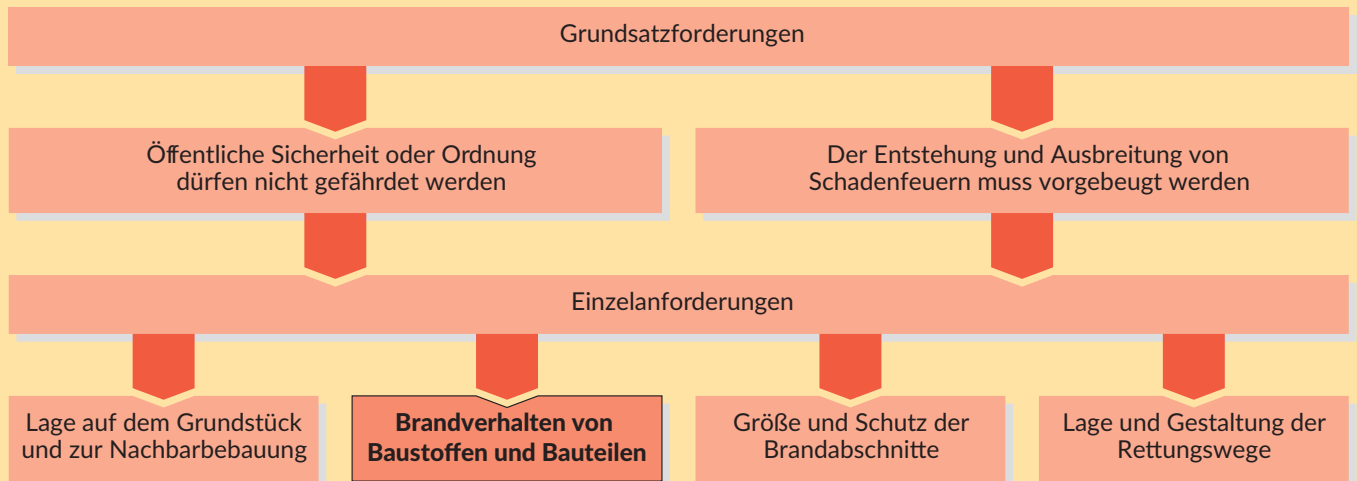 Grundsatzforderungen
Öffentliche Sicherheit oder Ordnung
dürfen nicht gefährdet werden
Der Entstehung und Ausbreitung von
Schadenfeuern muss vorgebeugt werden
Einzelanforderungen
Lage auf dem Grundstück
und zur Nachbarbebauung
Brandverhalten von
Baustoffen und Bauteilen
Größe und Schutz der
Brandabschnitte
Lage und Gestaltung der
Rettungswege